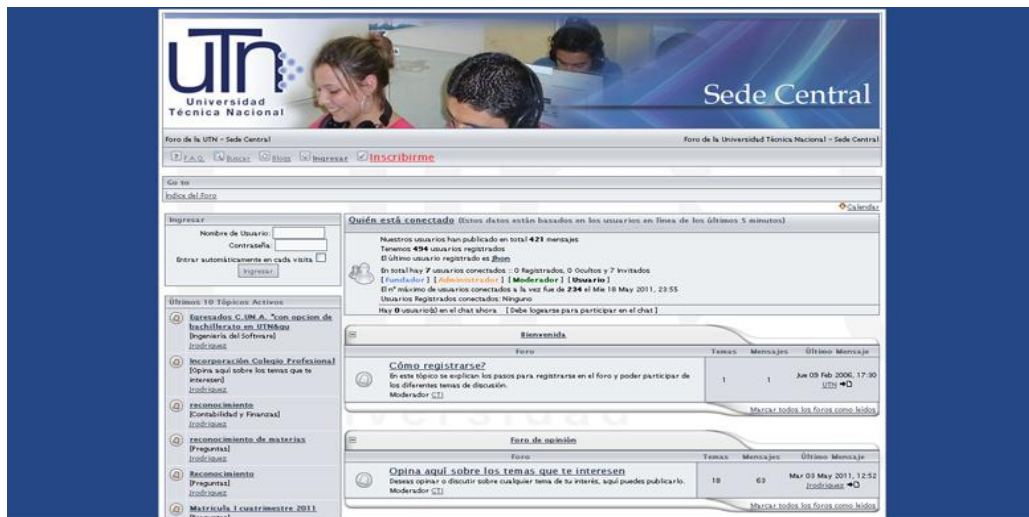 utn
Universidad
Técnica Nacional
Sede Central
Foro de la UTN - Sede Central
Foro de la Universidad Técnica Nacional - Sede Central
F.A.Q. Buscar Blogs Ingresar Inscribirme
Go to
Indice del Foro
Calendar
Ingresar
Nombre de Usuario:
Contraseña:
Entrar automáticamente en cada visita
Ingresar
Últimos 10 Tópicos Activos
Egresados C.UN.A. "con opcion de
bachillerato en UTN&qu
[Ingeniería del Software]
Jrodriguez
Incorporación Colegio Profesional
[Opina aquí sobre los temas que te
interesen]
Jrodriguez
reconocimiento
[Contabilidad y Finanzas]
Jrodriguez
reconocimiento de materias
[Preguntas]
Jrodriguez
Reconocimiento
[Preguntas]
Jrodriguez
Matricula I cuatrimestre 2011
Quién está conectado (Estos datos están basados en los usuarios en línea de los últimos 5 minutos)
Nuestros usuarios han publicado en total 421 mensajes
Tenemos 494 usuarios registrados
El último usuario registrado es Jhon
En total hay 7 usuarios conectados :: 0 Registrados, 0 Ocultos y 7 Invitados
[ Fundador ] [ Administrador ] [ Moderador ] [ Usuario ]
El nº máximo de usuarios conectados a la vez fue de 234 el Mie 18 May 2011, 23:55
Usuarios Registrados conectados: Ninguno
Hay 0 usuario(s) en el chat ahora [ Debe loguearse para participar en el chat ]
Bienvenida
Foro Temas Mensajes Último Mensaje
Cómo registrarse?
En este tópico se explican los pasos para registrarse en el foro y poder participar de
los diferentes temas de discusión.
Moderador CTI
1 1 Jue 09 Feb 2006, 17:30
UTN
Marcar todos los foros como leidos
Foro de opinión
Foro Temas Mensajes Último Mensaje
Opina aquí sobre los temas que te interesen
Deseas opinar o discutir sobre cualquier tema de tu interés, aquí puedes publicarlo.
Moderador CTI
18 63 Mar 03 May 2011, 12:52
Jrodriguez
Marcar todos los foros como leidos